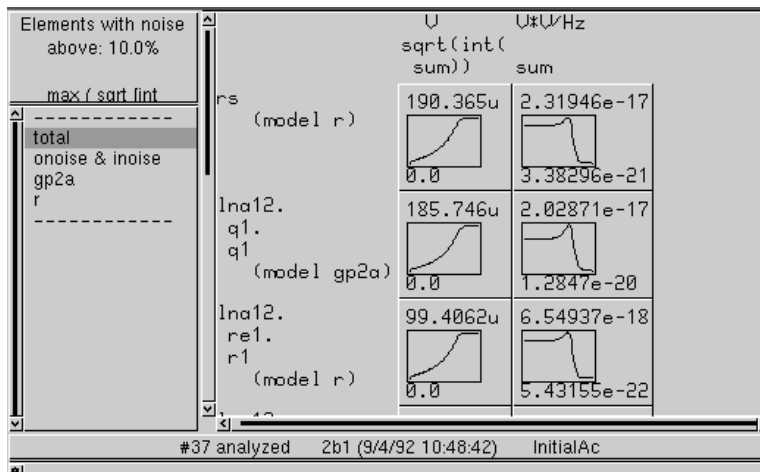 Elements with noise
above: 10.0%
max ( sqrt [int
- - - - - - - - - - - - -
total
onoise & inoise
gp2a
r
- - - - - - - - - - - - -
V V*V/Hz
sqrt(int(
sum)) sum
rs 190.365u 2.31946e-17
(model r)
0.0 3.38296e-21
lna12. 185.746u 2.02871e-17
q1.
q1
(model gp2a)
0.0 1.2847e-20
lna12. 99.4062u 6.54937e-18
re1.
r1
(model r)
0.0 5.43155e-22
#37 analyzed 2b1 (9/4/92 10:48:42) InitialAc